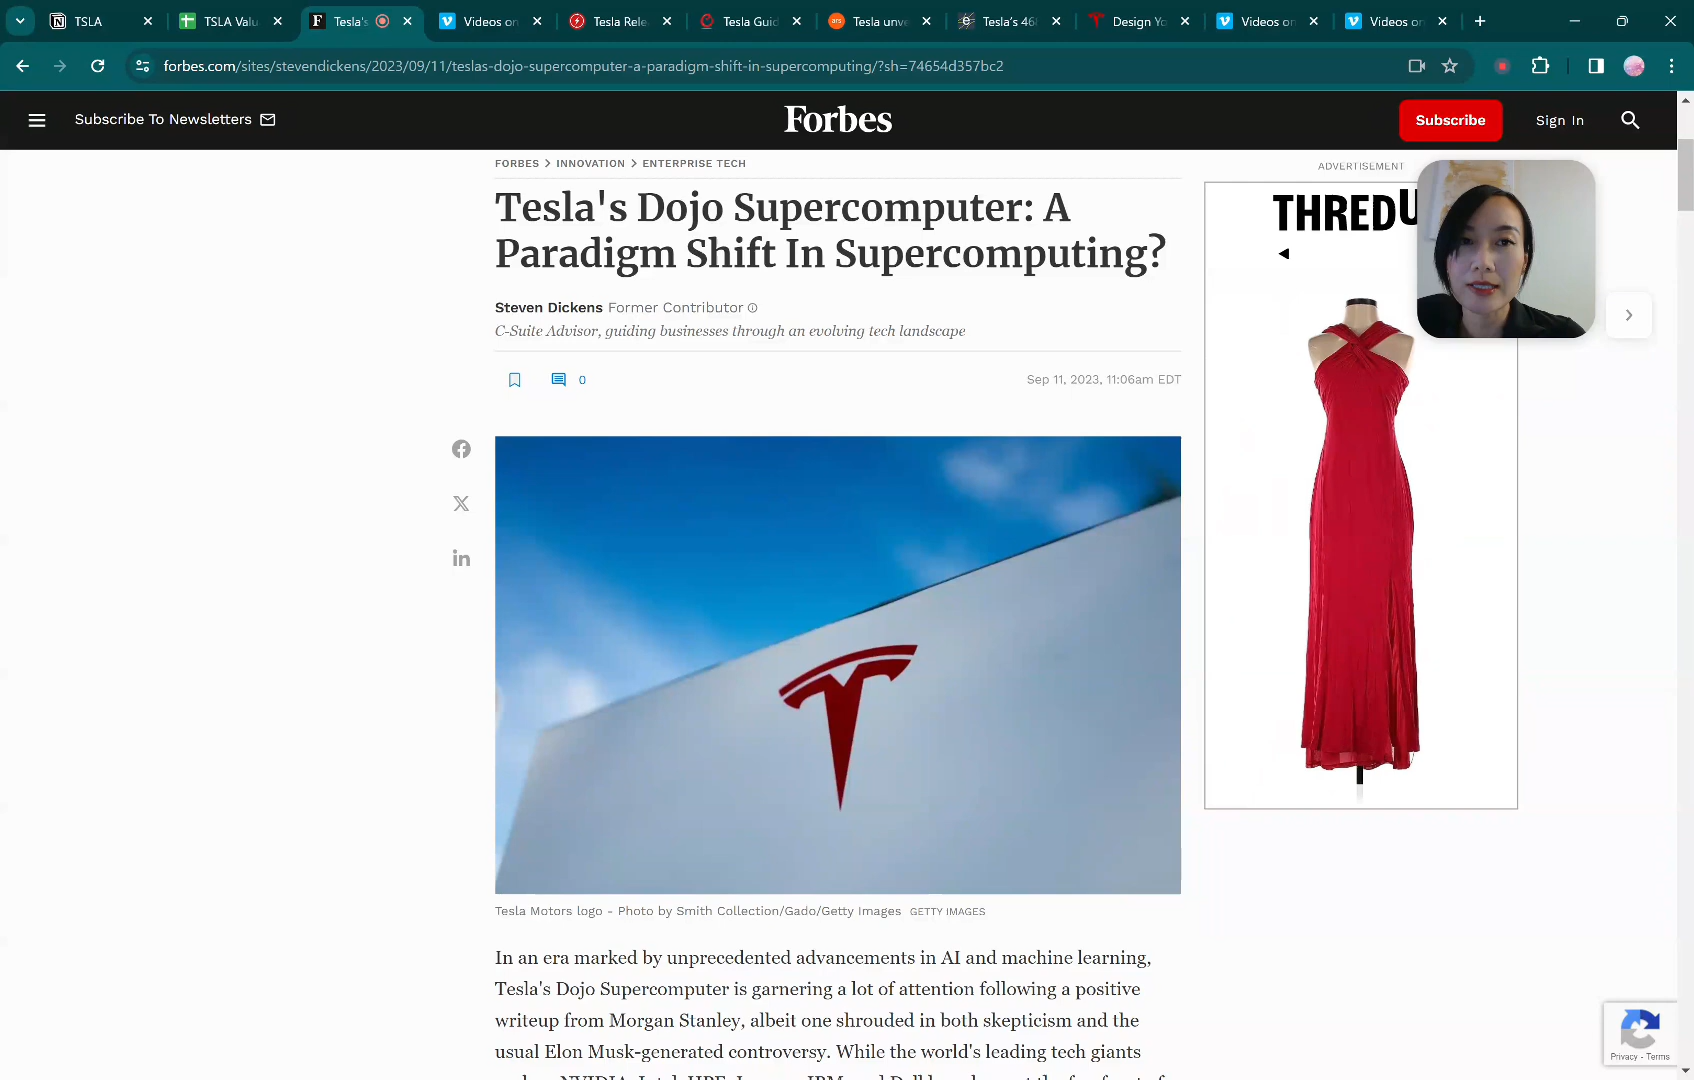 TSLA
TSLA Valu
Tesla's
Videos on
Tesla Rele
Tesla Guid
Tesla unve
Tesla's 46
Design Yo
Videos on
Videos on
forbes.com/sites/stevendickens/2023/09/11/teslas-dojo-supercomputer-a-paradigm-shift-in-supercomputing/?sh=74654d357bc2
Subscribe To Newsletters
Forbes
Subscribe
Sign In
FORBES > INNOVATION > ENTERPRISE TECH
ADVERTISEMENT
THREDU
Tesla's Dojo Supercomputer: A
Paradigm Shift In Supercomputing?
Steven Dickens Former Contributor
C-Suite Advisor, guiding businesses through an evolving tech landscape
0
Sep 11, 2023, 11:06am EDT
Tesla Motors logo - Photo by Smith Collection/Gado/Getty Images GETTY IMAGES
In an era marked by unprecedented advancements in AI and machine learning,
Tesla's Dojo Supercomputer is garnering a lot of attention following a positive
writeup from Morgan Stanley, albeit one shrouded in both skepticism and the
usual Elon Musk-generated controversy. While the world's leading tech giants
Privacy - Terms